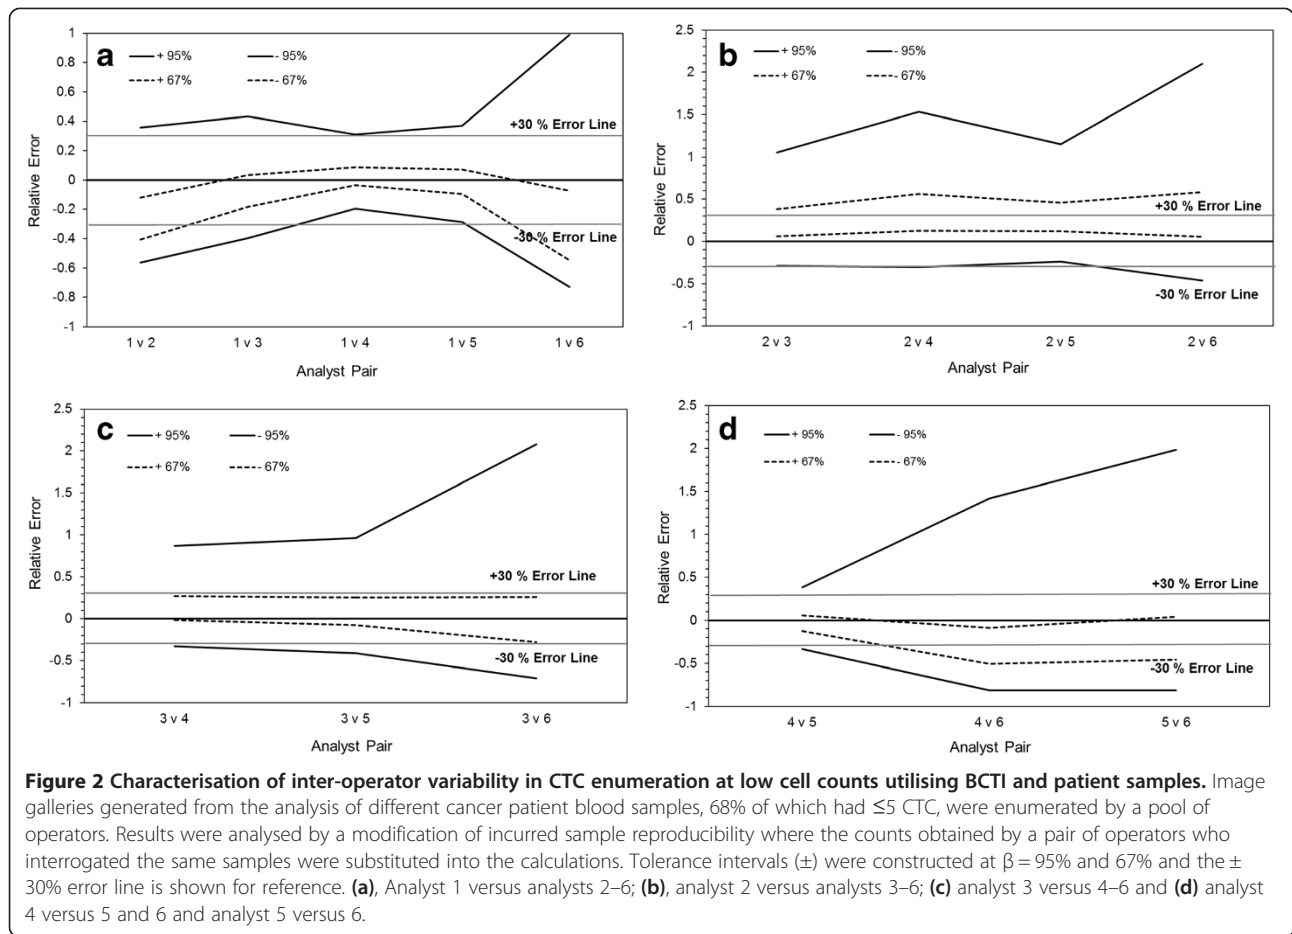 a
+ 95%
- 95%
+ 67%
- 67%
1
0.8
0.6
0.4
0.2
0
-0.2
-0.4
-0.6
-0.8
-1
Relative Error
+30 % Error Line
-30 % Error Line
1 v 2
1 v 3
1 v 4
1 v 5
1 v 6
Analyst Pair
b
+ 95%
- 95%
+ 67%
- 67%
2.5
2
1.5
1
0.5
0
-0.5
-1
Relative Error
+30 % Error Line
-30 % Error Line
2 v 3
2 v 4
2 v 5
2 v 6
Analyst Pair
c
+ 95%
- 95%
+ 67%
- 67%
2.5
2
1.5
1
0.5
0
-0.5
-1
Relative Error
+30 % Error Line
-30 % Error Line
3 v 4
3 v 5
3 v 6
Analyst Pair
d
+ 95%
- 95%
+ 67%
- 67%
2.5
2
1.5
1
0.5
0
-0.5
-1
Relative Error
+30 % Error Line
-30 % Error Line
4 v 5
4 v 6
5 v 6
Analyst Pair
Figure 2 Characterisation of inter-operator variability in CTC enumeration at low cell counts utilising BCTI and patient samples. Image
galleries generated from the analysis of different cancer patient blood samples, 68% of which had ≤5 CTC, were enumerated by a pool of
operators. Results were analysed by a modification of incurred sample reproducibility where the counts obtained by a pair of operators who
interrogated the same samples were substituted into the calculations. Tolerance intervals (±) were constructed at β = 95% and 67% and the ±
30% error line is shown for reference. (a), Analyst 1 versus analysts 2–6; (b), analyst 2 versus analysts 3–6; (c) analyst 3 versus 4–6 and (d) analyst
4 versus 5 and 6 and analyst 5 versus 6.